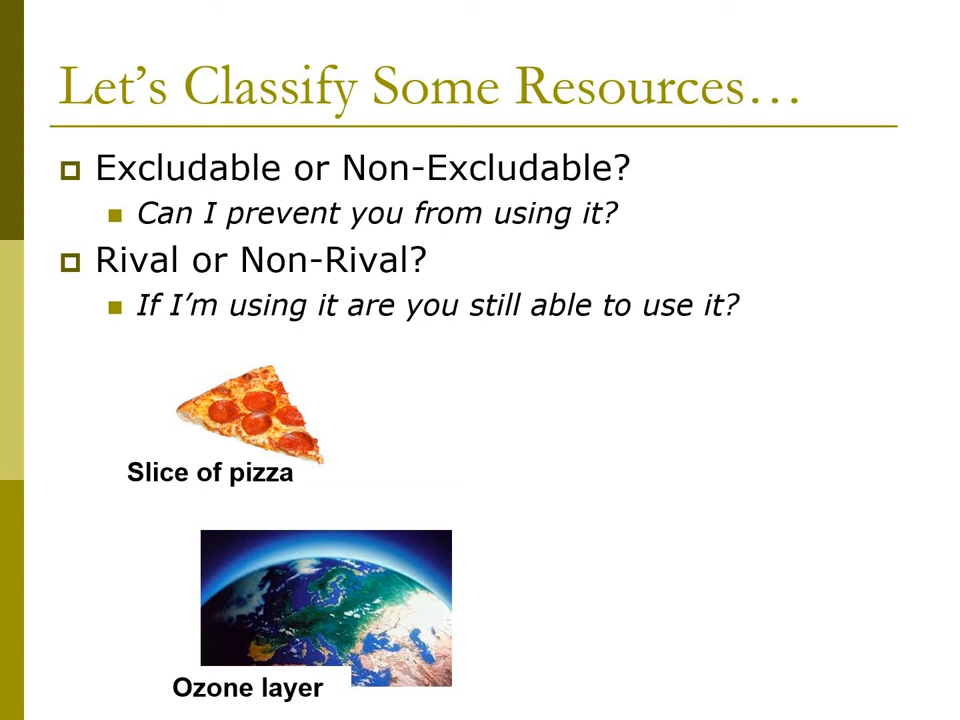 Let’s Classify Some Resources…
Excludable or Non-Excludable?
Can I prevent you from using it?
Rival or Non-Rival?
If I’m using it are you still able to use it?
Slice of pizza
Ozone layer